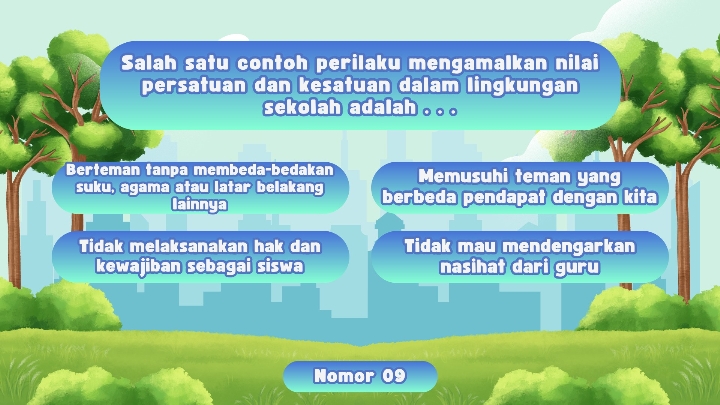 Salah satu contoh perilaku mengamalkan nilai
persatuan dan kesatuan dalam lingkungan
sekolah adalah . . .
Berteman tanpa membeda-bedakan
suku, agama atau latar belakang
lainnya
Memusuhi teman yang
berbeda pendapat dengan kita
Tidak melaksanakan hak dan
kewajiban sebagai siswa
Tidak mau mendengarkan
nasihat dari guru
Nomor 09